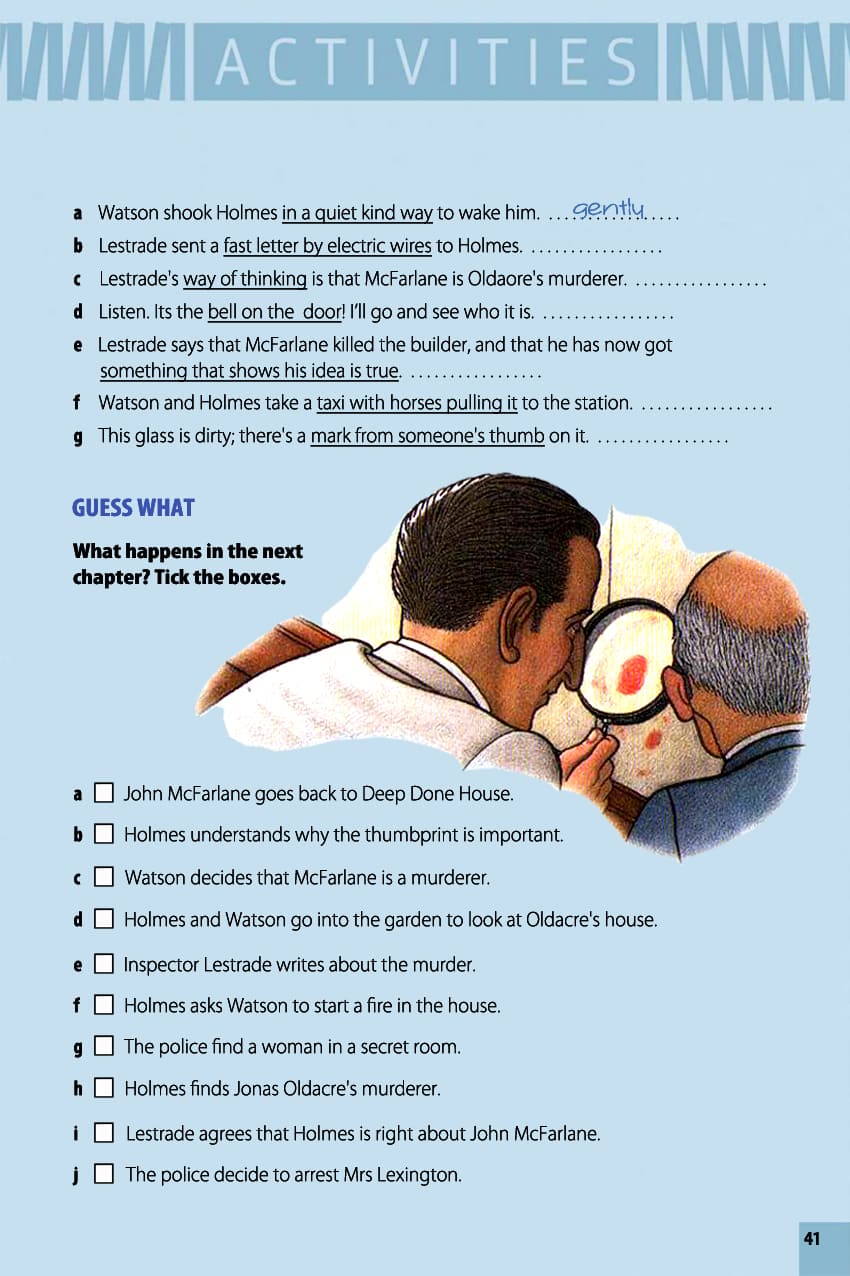 ACTIVITIES
a Watson shook Holmes in a quiet kind way to wake him. ....gently.....
b Lestrade sent a fast letter by electric wires to Holmes. .................
c Lestrade's way of thinking is that McFarlane is Oldaore's murderer. .................
d Listen. Its the bell on the door! I'll go and see who it is. .................
e Lestrade says that McFarlane killed the builder, and that he has now got
something that shows his idea is true. .................
f Watson and Holmes take a taxi with horses pulling it to the station. .................
g This glass is dirty; there's a mark from someone's thumb on it. .................
GUESS WHAT
What happens in the next
chapter? Tick the boxes.
a John McFarlane goes back to Deep Done House.
b Holmes understands why the thumbprint is important.
c Watson decides that McFarlane is a murderer.
d Holmes and Watson go into the garden to look at Oldacre's house.
e Inspector Lestrade writes about the murder.
f Holmes asks Watson to start a fire in the house.
g The police find a woman in a secret room.
h Holmes finds Jonas Oldacre's murderer.
i Lestrade agrees that Holmes is right about John McFarlane.
j The police decide to arrest Mrs Lexington.
41